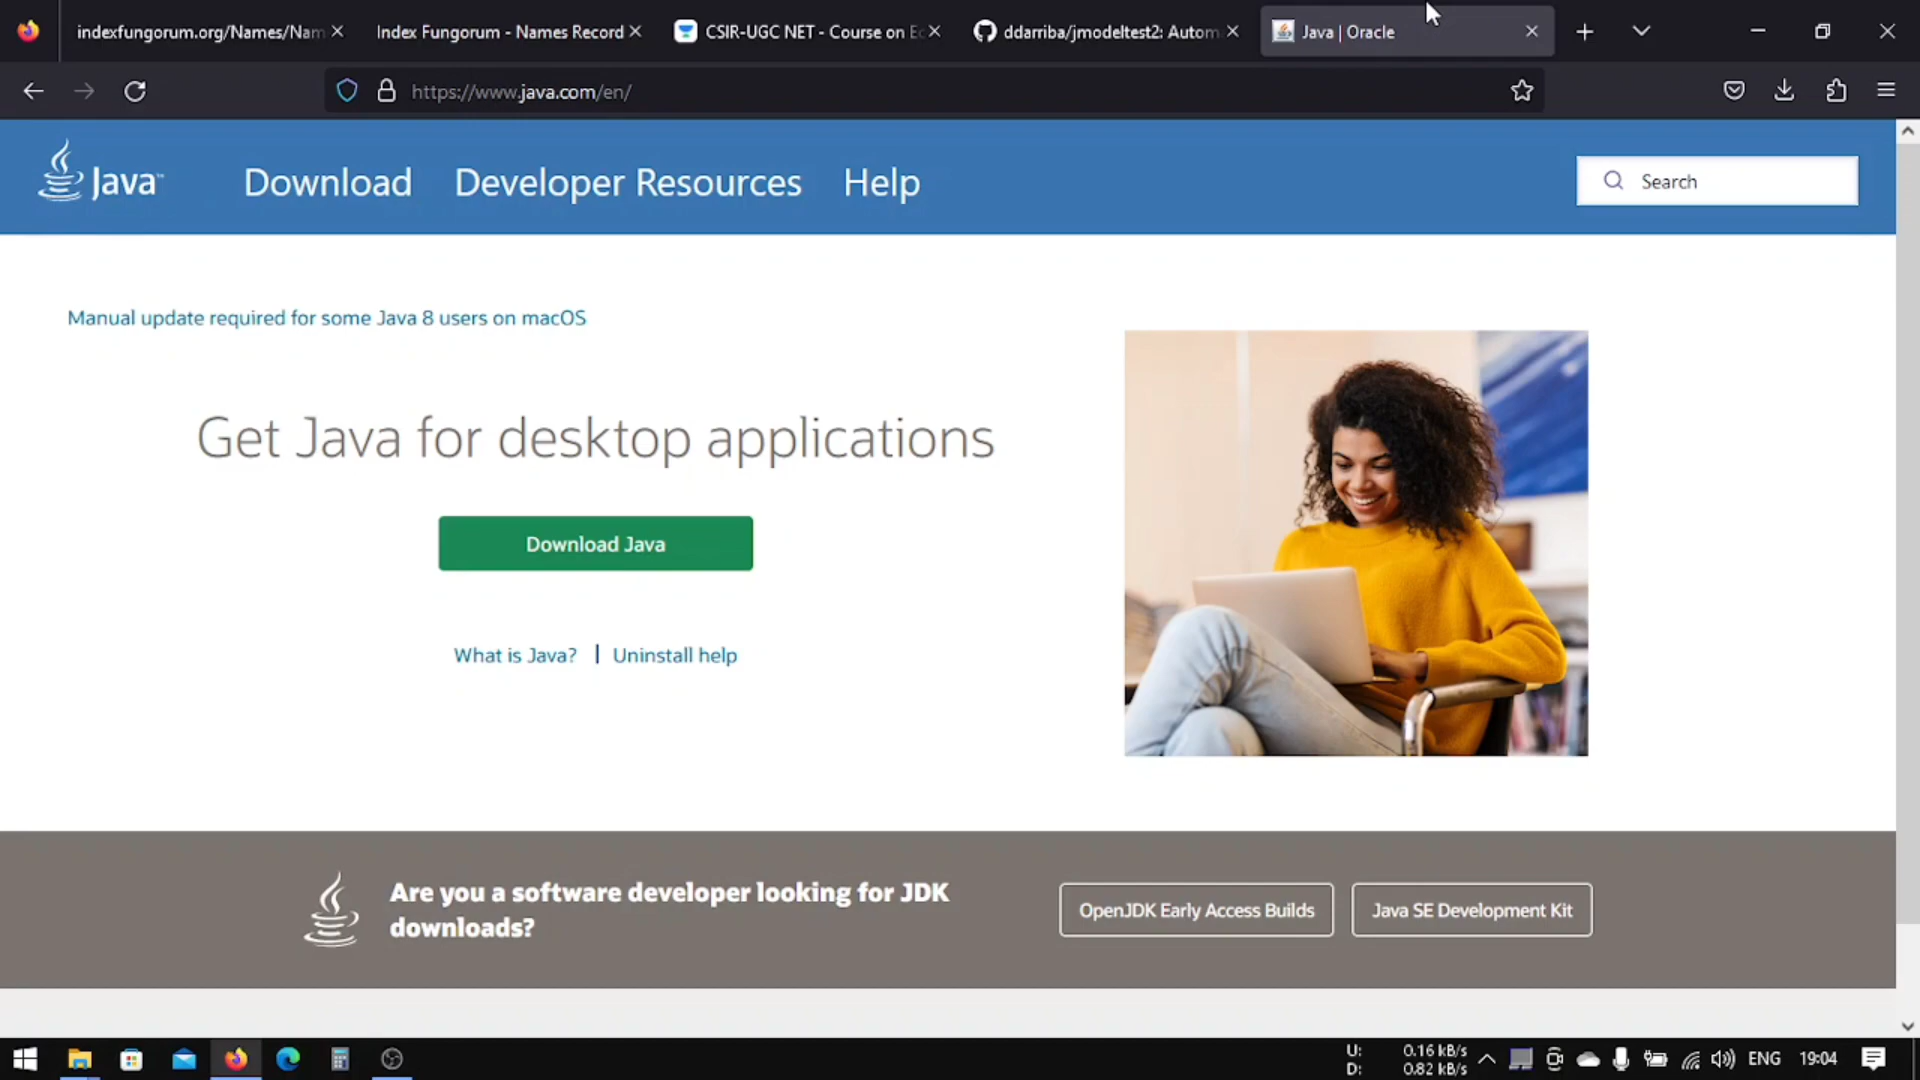 indexfungorum.org/Names/Nam
Index Fungorum - Names Record
CSIR-UGC NET - Course on Ec
ddarriba/jmodeltest2: Autom
Java | Oracle
https://www.java.com/en/
Java™
Download
Developer Resources
Help
Search
Manual update required for some Java 8 users on macOS
Get Java for desktop applications
Download Java
What is Java? | Uninstall help
Are you a software developer looking for JDK
downloads?
OpenJDK Early Access Builds
Java SE Development Kit
U: 0.16 kB/s
D: 0.82 kB/s
ENG
19:04